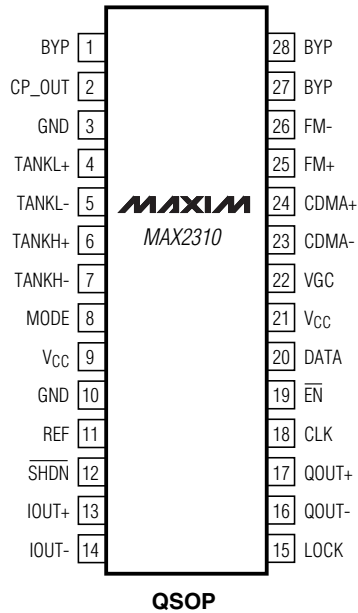 BYP 1
CP_OUT 2
GND 3
TANKL+ 4
TANKL- 5
TANKH+ 6
TANKH- 7
MODE 8
VCC 9
GND 10
REF 11
S̅H̅D̅N̅ 12
IOUT+ 13
IOUT- 14
MAXIM
MAX2310
28 BYP
27 BYP
26 FM-
25 FM+
24 CDMA+
23 CDMA-
22 VGC
21 VCC
20 DATA
19 E̅N̅
18 CLK
17 QOUT+
16 QOUT-
15 LOCK
QSOP